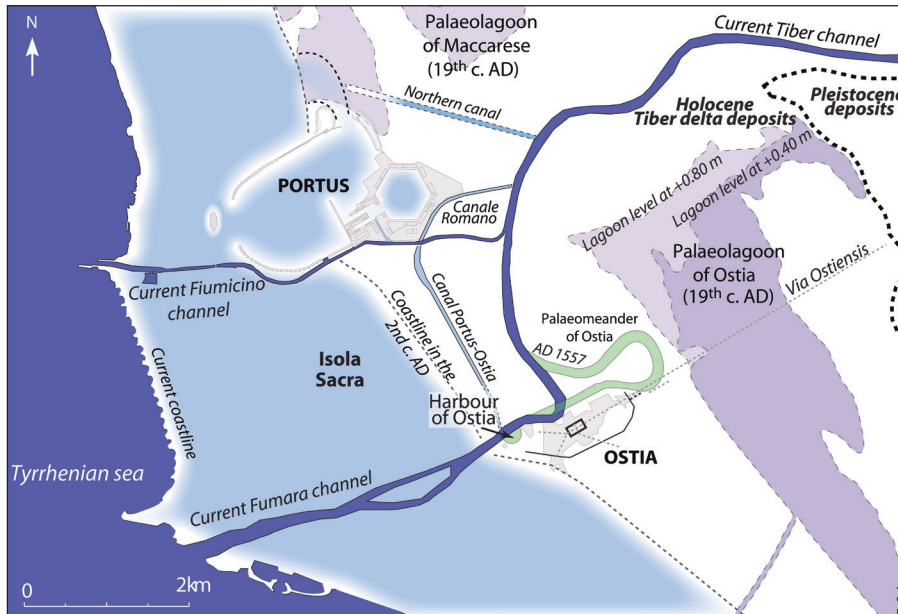 N
Palaeolagoon
of Maccarese
(19th c. AD)
Current Tiber channel
Northern canal
Holocene
Tiber delta deposits
Pleistocene
deposits
PORTUS
Canale
Romano
Lagoon level at +0.80 m
Lagoon level at +0.40 m
Palaeolagoon
of Ostia
(19th c. AD)
Via Ostiensis
Current Fiumicino
channel
Coastline in the
2nd c. AD
Canal Portus-Ostia
Palaeomeander
of Ostia
AD 1557
Isola
Sacra
Current coastline
Harbour
of Ostia
OSTIA
Tyrrhenian sea
Current Fumara channel
0 2km